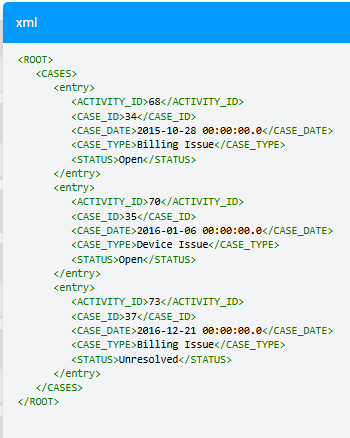 xml
<ROOT>
<CASES>
<entry>
<ACTIVITY_ID>68</ACTIVITY_ID>
<CASE_ID>34</CASE_ID>
<CASE_DATE>2015-10-28 00:00:00.0</CASE_DATE>
<CASE_TYPE>Billing Issue</CASE_TYPE>
<STATUS>Open</STATUS>
</entry>
<entry>
<ACTIVITY_ID>70</ACTIVITY_ID>
<CASE_ID>35</CASE_ID>
<CASE_DATE>2016-01-06 00:00:00.0</CASE_DATE>
<CASE_TYPE>Device Issue</CASE_TYPE>
<STATUS>Open</STATUS>
</entry>
<entry>
<ACTIVITY_ID>73</ACTIVITY_ID>
<CASE_ID>37</CASE_ID>
<CASE_DATE>2016-12-21 00:00:00.0</CASE_DATE>
<CASE_TYPE>Billing Issue</CASE_TYPE>
<STATUS>Unresolved</STATUS>
</entry>
</CASES>
</ROOT>